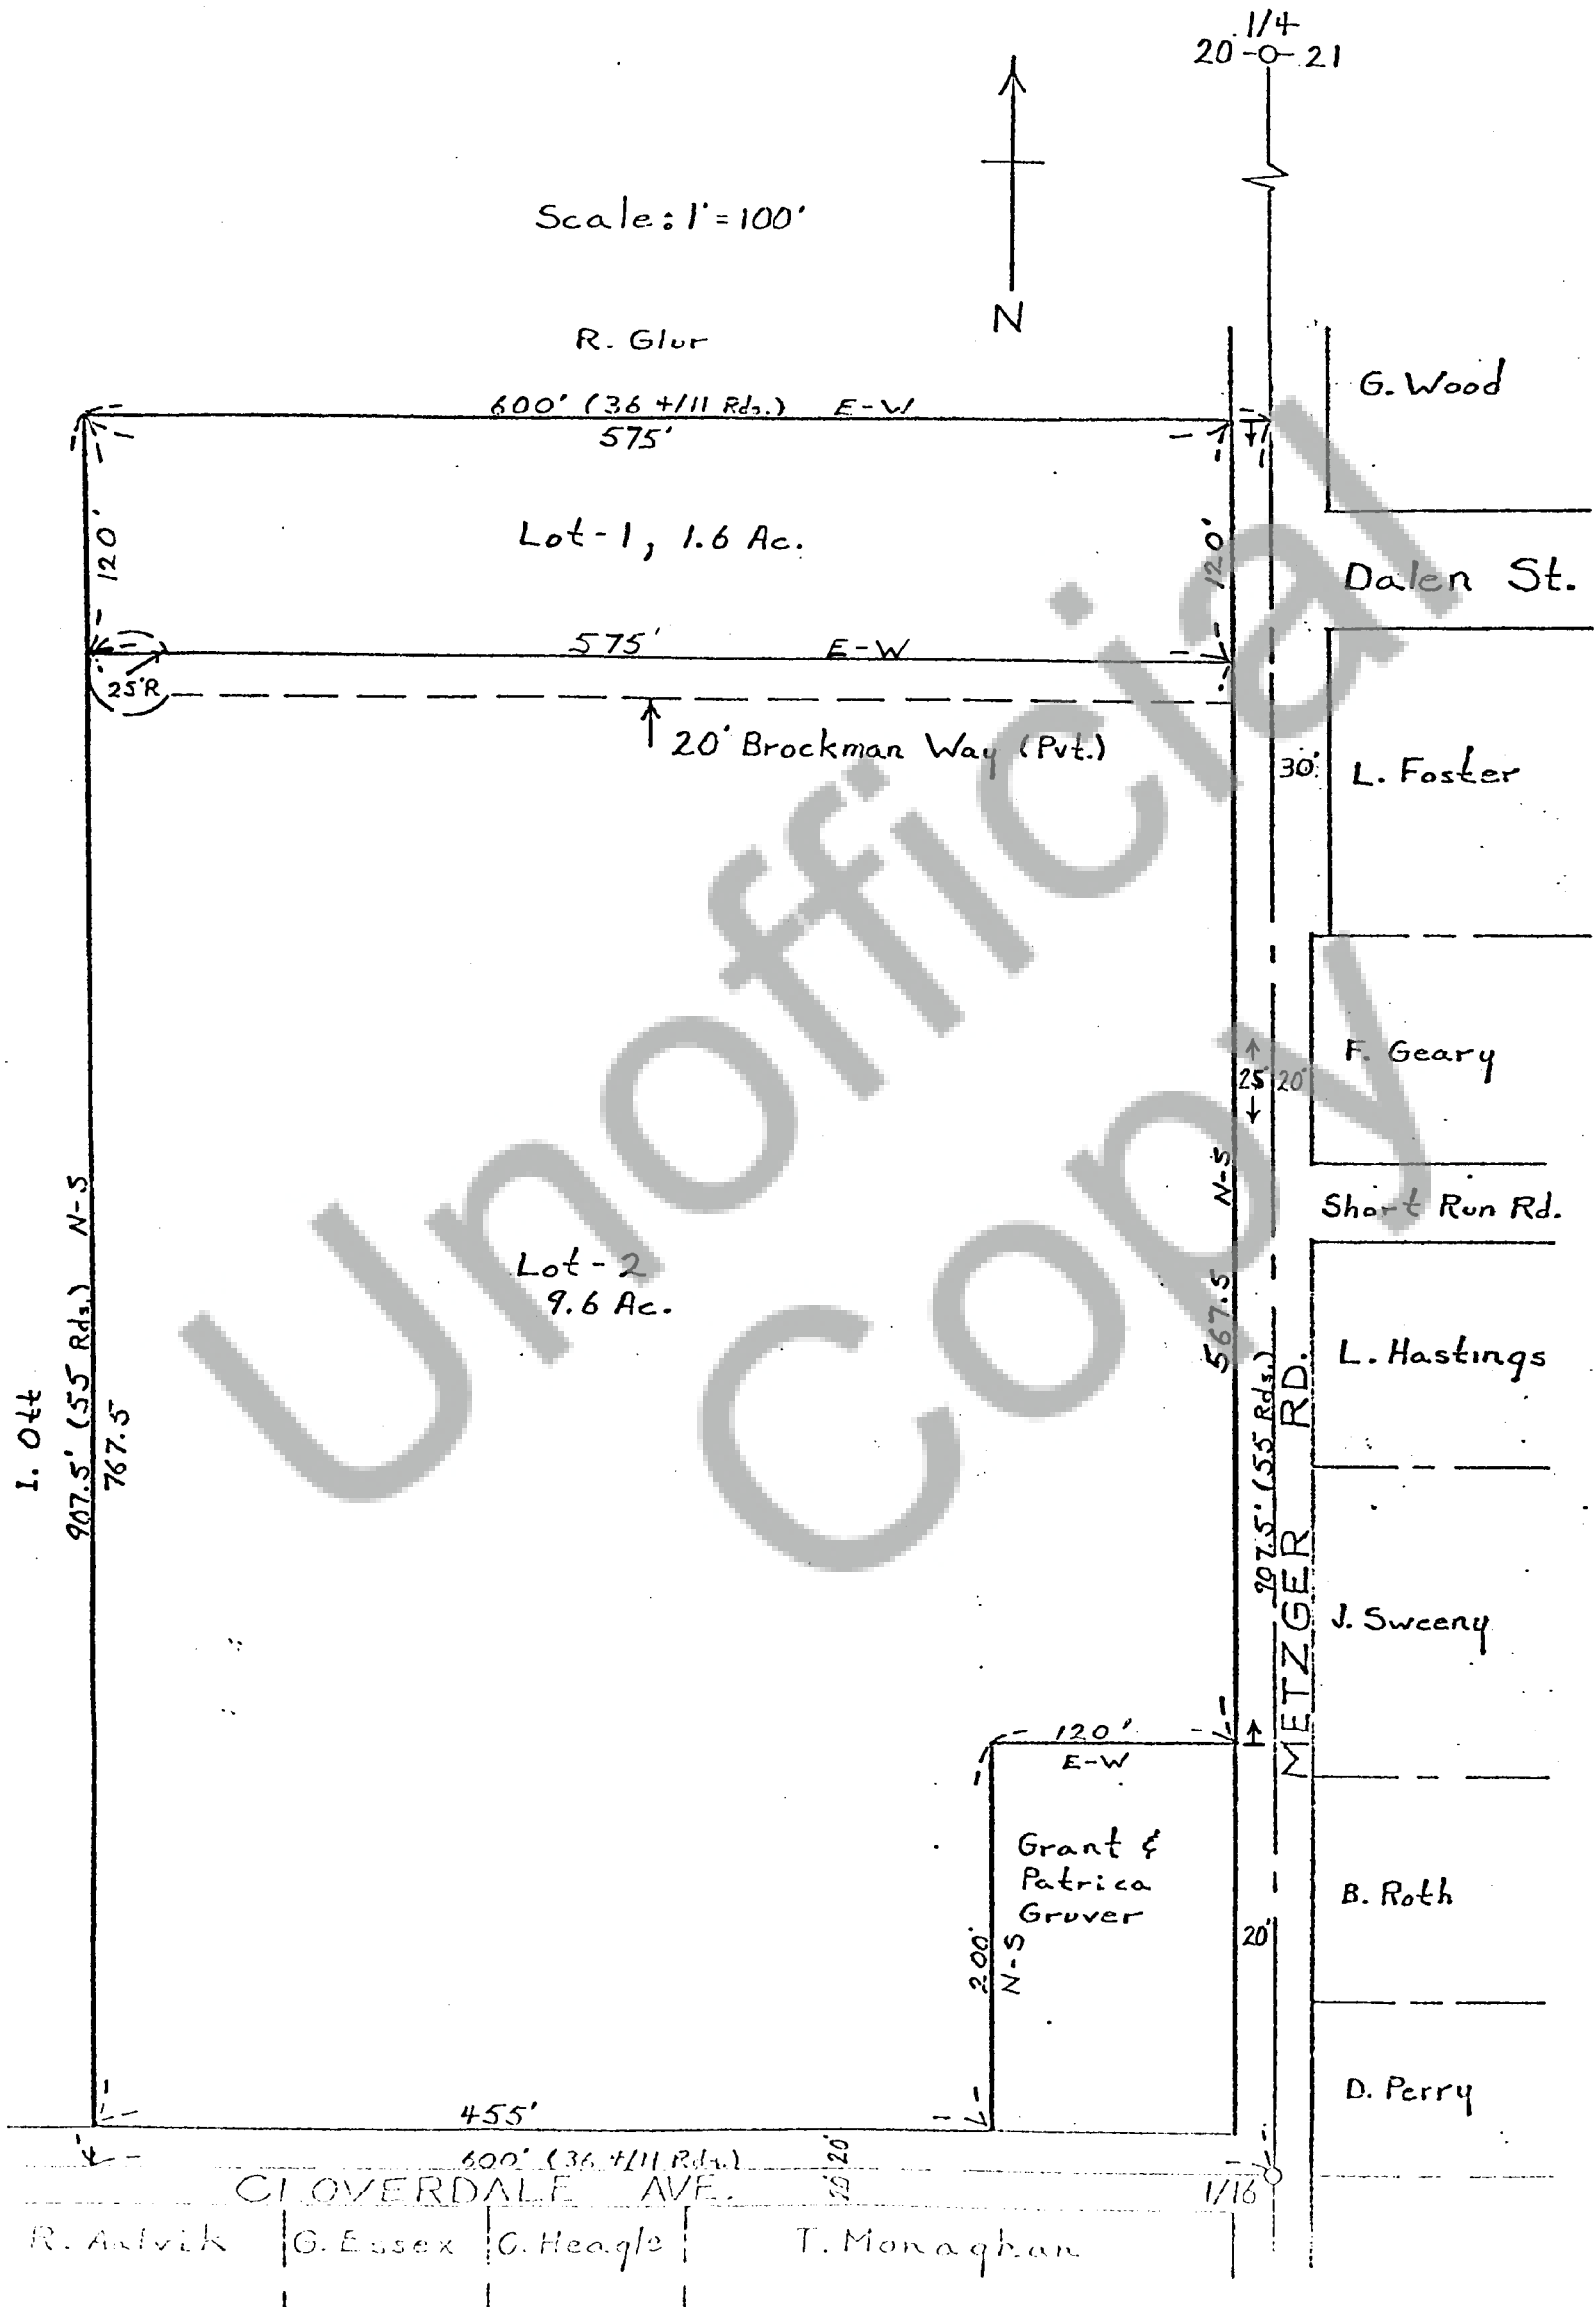 1/4
20 21
Scale: 1" = 100'
N
R. Glur
G. Wood
600' (36 4/11 Rds.) E-W
575'
120'
Lot-1, 1.6 Ac.
120'
Dalen St.
575' E-W
25'R
20' Brockman Way (Pvt.)
30'
L. Foster
F. Geary
25' 20'
567.5 N-S
Short Run Rd.
I. Ott
907.5' (55 Rds.) N-S
767.5
Lot-2
9.6 Ac.
L. Hastings
907.5' (55 Rds.)
METZGER RD.
J. Sweeny
120'
E-W
Grant &
Patrica
Gruver
200'
N-S
20'
B. Roth
D. Perry
455'
600' (36 4/11 Rds.)
20' 20'
CLOVERDALE AVE.
1/16
R.
G. Essex
C. Heagle
T. Monaghan
Unofficial
Copy